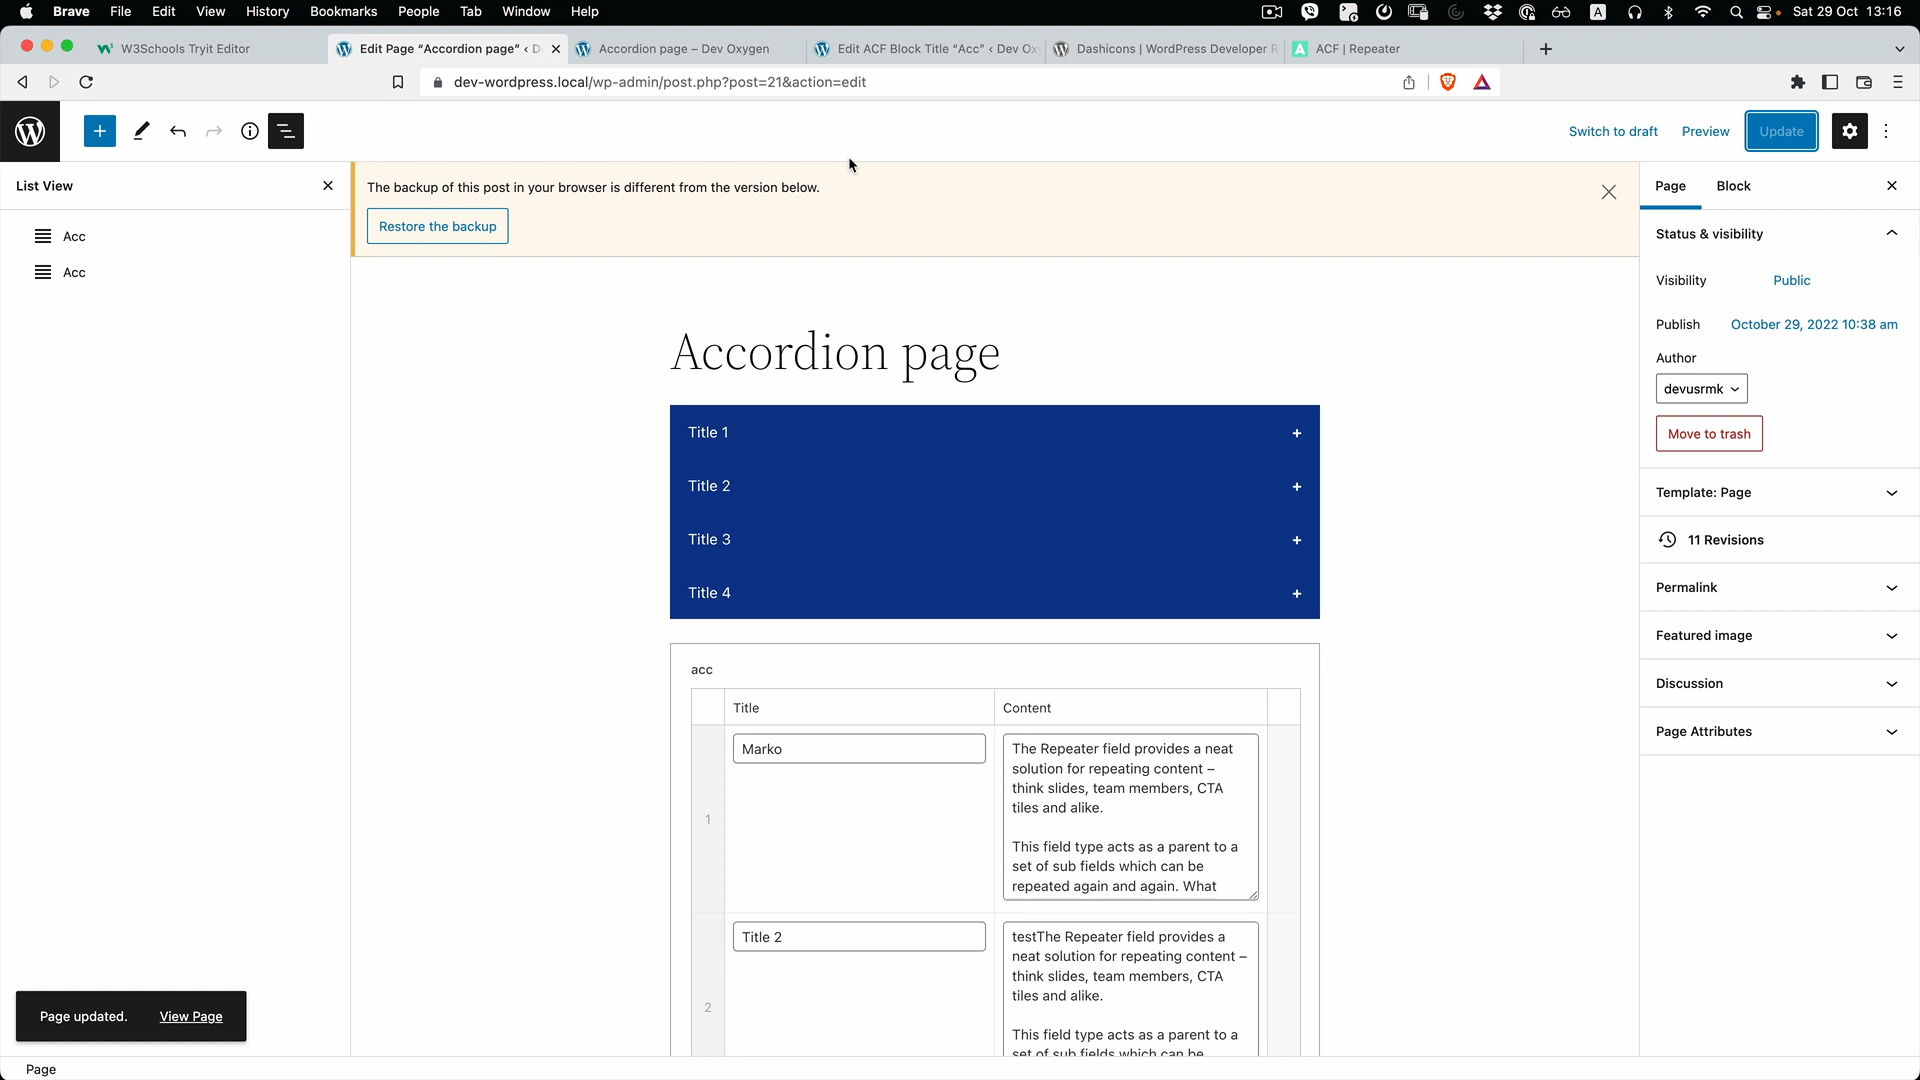 Brave File Edit View History Bookmarks People Tab Window Help
A
Sat 29 Oct 13:16
W3Schools Tryit Editor
Edit Page “Accordion page” ‹ D
Accordion page – Dev Oxygen
Edit ACF Block Title “Acc” ‹ Dev Ox
Dashicons | WordPress Developer R
A
ACF | Repeater
dev-wordpress.local/wp-admin/post.php?post=21&action=edit
Switch to draft
Preview
Update
List View
Acc
Acc
The backup of this post in your browser is different from the version below.
Restore the backup
Accordion page
Title 1 +
Title 2 +
Title 3 +
Title 4 +
acc
Title
Content
1
Marko
The Repeater field provides a neat
solution for repeating content –
think slides, team members, CTA
tiles and alike.
This field type acts as a parent to a
set of sub fields which can be
repeated again and again. What
2
Title 2
testThe Repeater field provides a
neat solution for repeating content –
think slides, team members, CTA
tiles and alike.
This field type acts as a parent to a
set of sub fields which can be
Page
Block
Status & visibility
Visibility
Public
Publish
October 29, 2022 10:38 am
Author
devusrmk
Move to trash
Template: Page
11 Revisions
Permalink
Featured image
Discussion
Page Attributes
Page updated.
View Page
Page